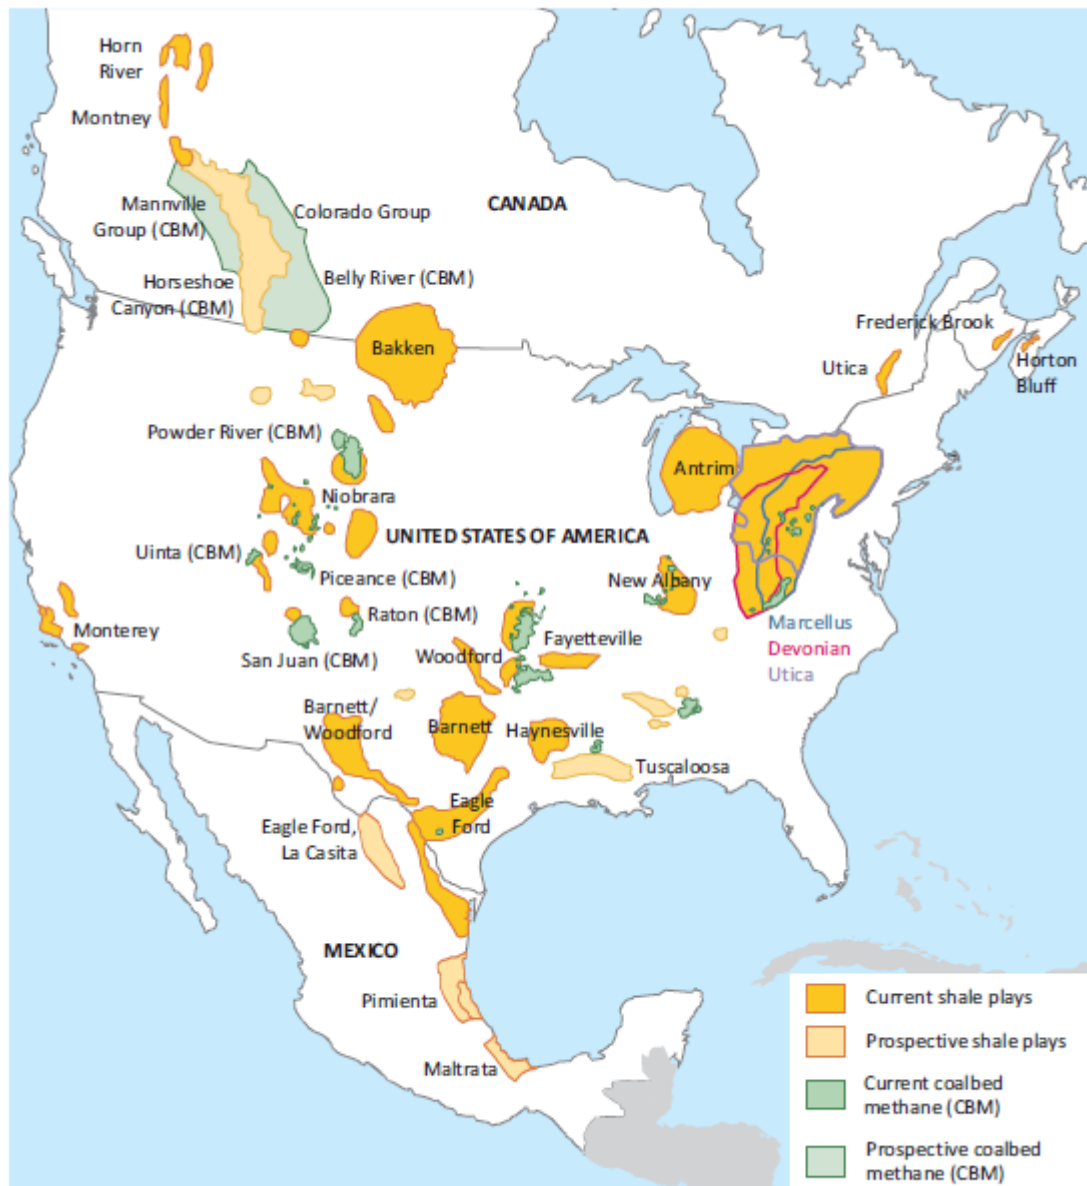 Horn
River
Montney
CANADA
Mannville
Group (CBM)
Colorado Group
Horseshoe
Canyon (CBM)
Belly River (CBM)
Bakken
Frederick Brook
Utica
Horton
Bluff
Powder River (CBM)
Antrim
Niobrara
UNITED STATES OF AMERICA
Uinta (CBM)
Piceance (CBM)
New Albany
Raton (CBM)
Monterey
Marcellus
Devonian
Utica
San Juan (CBM)
Woodford
Fayetteville
Barnett/
Woodford
Barnett
Haynesville
Tuscaloosa
Eagle
Ford
Eagle Ford,
La Casita
MEXICO
Pimienta
Maltrata
Current shale plays
Prospective shale plays
Current coalbed
methane (CBM)
Prospective coalbed
methane (CBM)